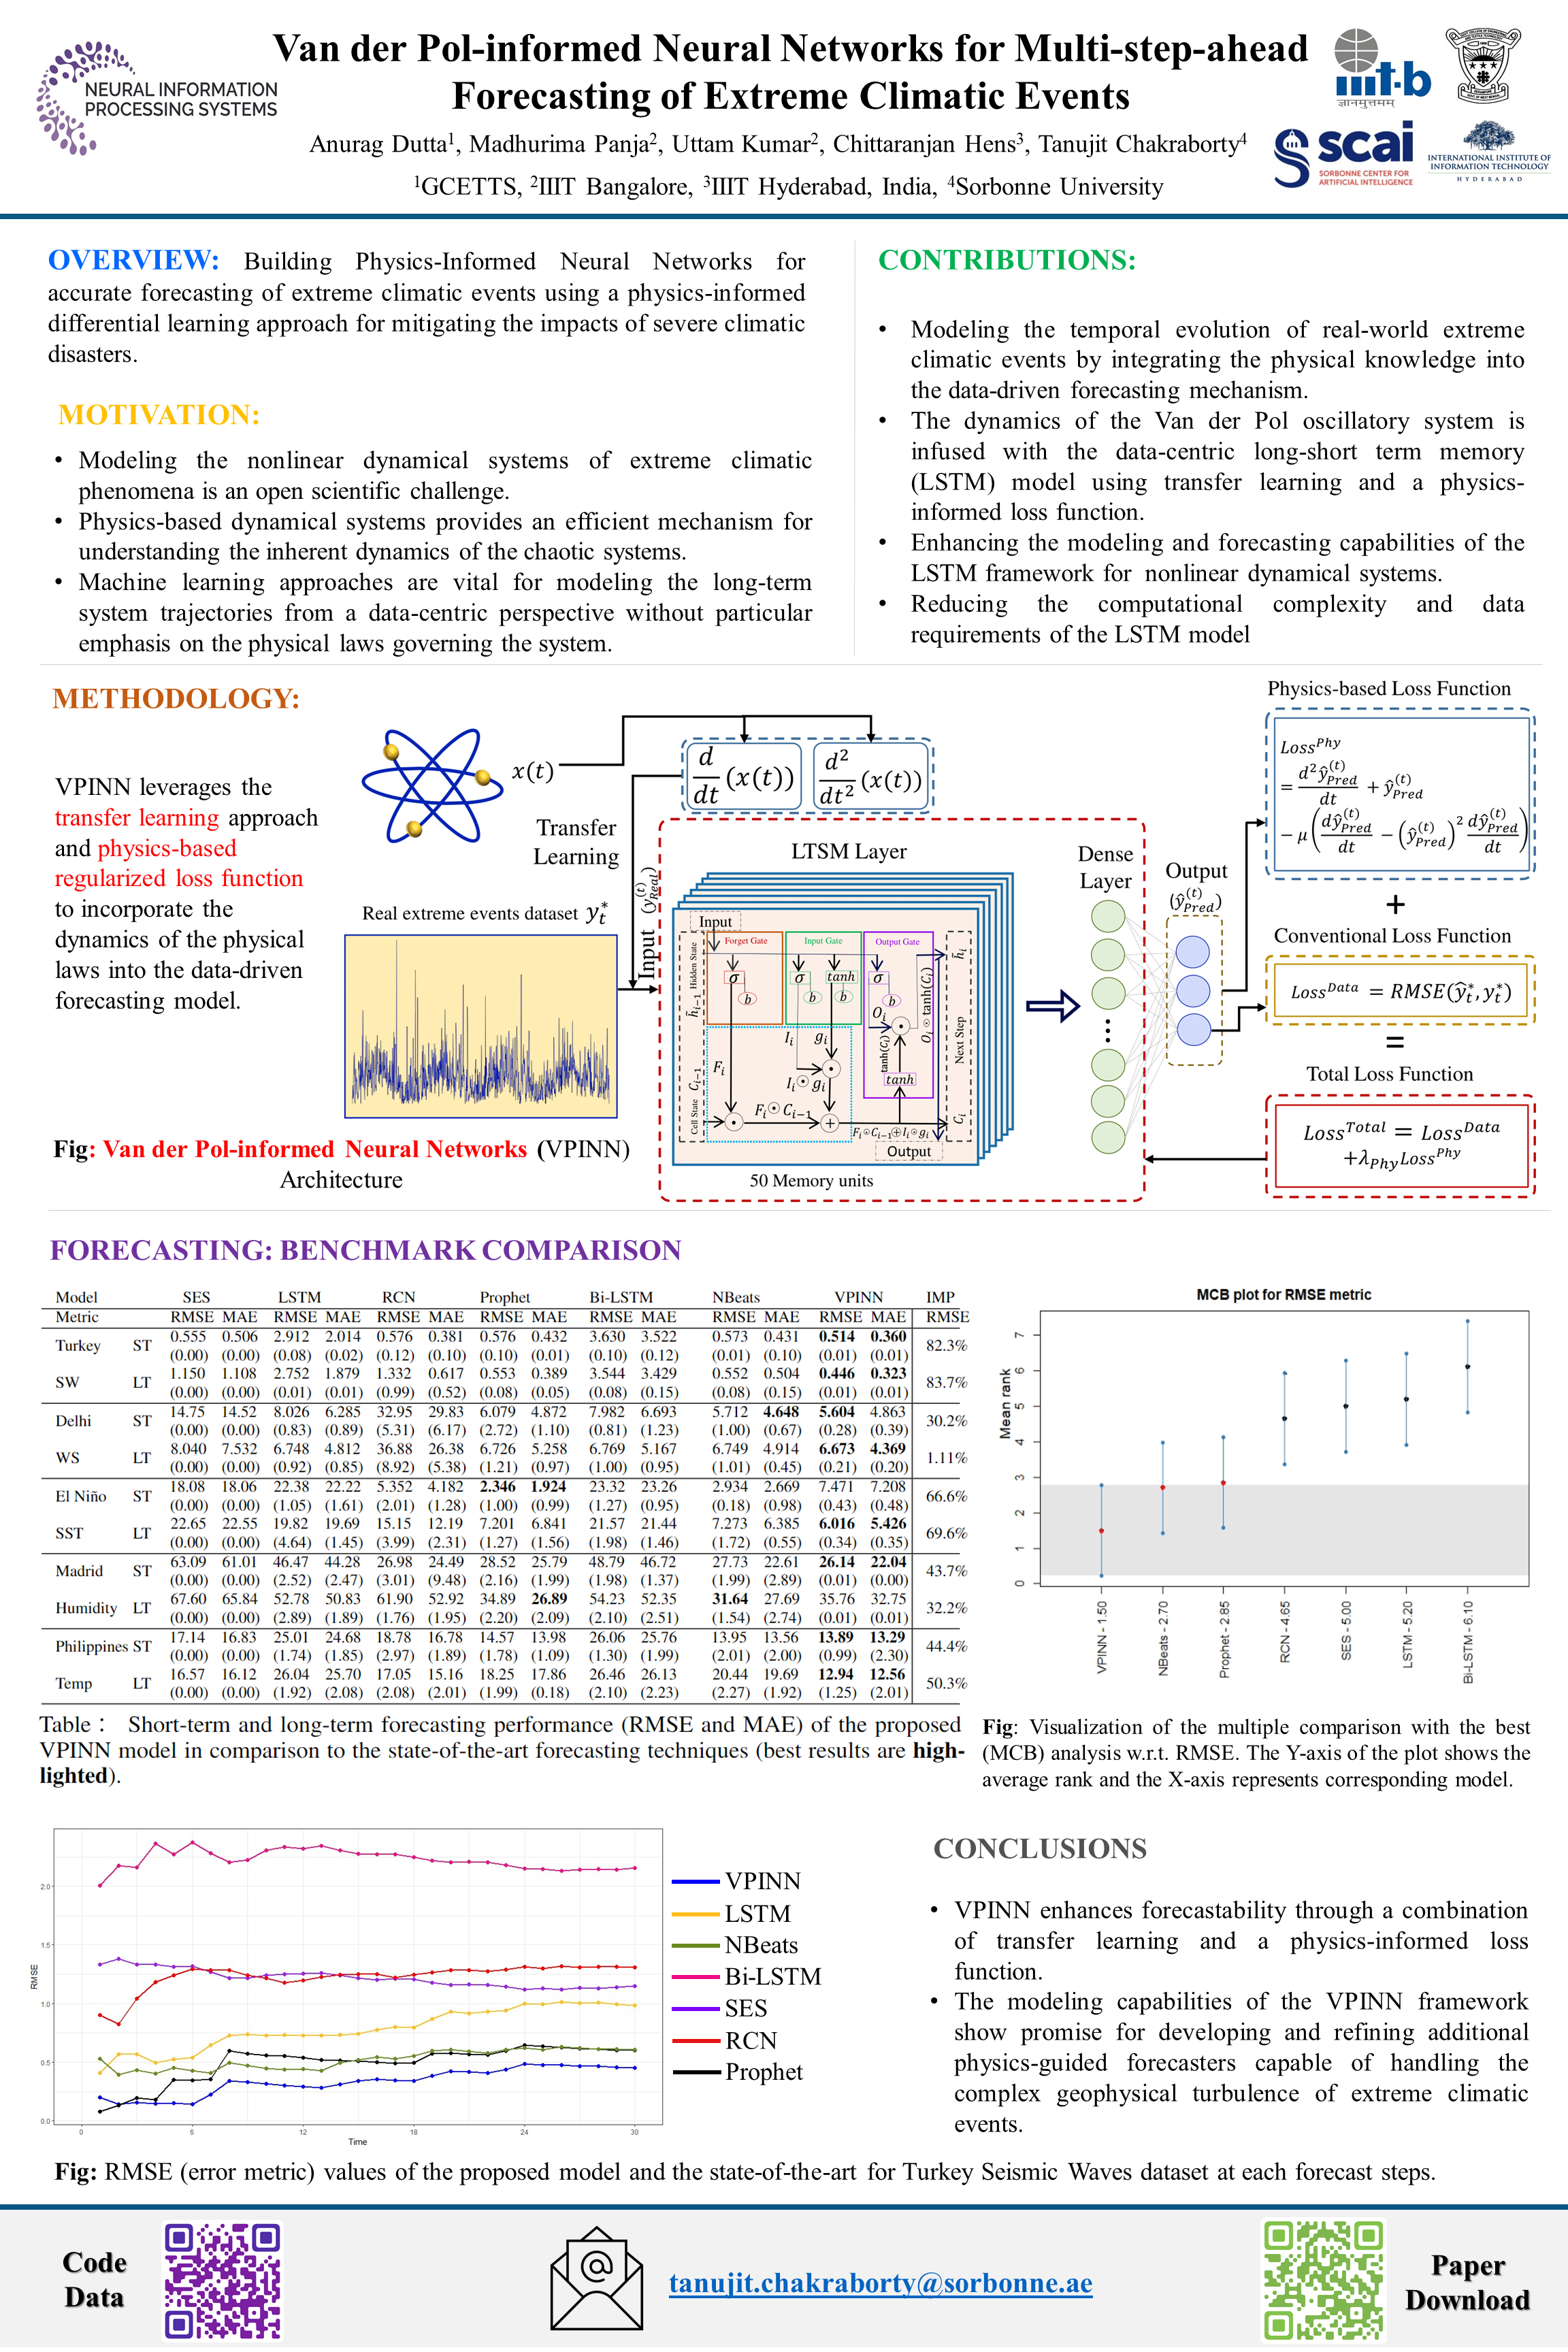 NEURAL INFORMATION
PROCESSING SYSTEMS
Van der Pol-informed Neural Networks for Multi-step-ahead
Forecasting of Extreme Climatic Events
Anurag Dutta1, Madhurima Panja2, Uttam Kumar2, Chittaranjan Hens3, Tanujit Chakraborty4
1GCETTS, 2IIIT Bangalore, 3IIIT Hyderabad, India, 4Sorbonne University
iiit-b
ज्ञानमुत्तमम्
scai
SORBONNE CENTER FOR
ARTIFICIAL INTELLIGENCE
INTERNATIONAL INSTITUTE OF
INFORMATION TECHNOLOGY
HYDERABAD
OVERVIEW: Building Physics-Informed Neural Networks for
accurate forecasting of extreme climatic events using a physics-informed
differential learning approach for mitigating the impacts of severe climatic
disasters.
MOTIVATION:
• Modeling the nonlinear dynamical systems of extreme climatic
phenomena is an open scientific challenge.
• Physics-based dynamical systems provides an efficient mechanism for
understanding the inherent dynamics of the chaotic systems.
• Machine learning approaches are vital for modeling the long-term
system trajectories from a data-centric perspective without particular
emphasis on the physical laws governing the system.
CONTRIBUTIONS:
• Modeling the temporal evolution of real-world extreme
climatic events by integrating the physical knowledge into
the data-driven forecasting mechanism.
• The dynamics of the Van der Pol oscillatory system is
infused with the data-centric long-short term memory
(LSTM) model using transfer learning and a physics-
informed loss function.
• Enhancing the modeling and forecasting capabilities of the
LSTM framework for nonlinear dynamical systems.
• Reducing the computational complexity and data
requirements of the LSTM model
METHODOLOGY:
VPINN leverages the
transfer learning approach
and physics-based
regularized loss function
to incorporate the
dynamics of the physical
laws into the data-driven
forecasting model.
x(t)
d/dt (x(t))
d²/dt² (x(t))
Transfer
Learning
Real extreme events dataset y_t^*
Input (y_Real^(t))
LTSM Layer
Input
Forget Gate
Input Gate
Output Gate
Hidden State
h̃_{i-1}
Cell State C_{i-1}
σ
b
σ
b
tanh
b
σ
b
F_i
I_i
g_i
I_i ⊙ g_i
F_i ⊙ C_{i-1}
O_i
tanh(C_i)
tanh
O_i ⊙ tanh(C_i)
F_i⊙C_{i-1}⊕I_i⊙g_i
h̃_i
Next Step
C_i
Output
50 Memory units
Dense
Layer
Output
(ŷ_Pred^(t))
Physics-based Loss Function
Loss^Phy
= d²ŷ_Pred^(t)/dt + ŷ_Pred^(t)
− μ(dŷ_Pred^(t)/dt − (ŷ_Pred^(t))² dŷ_Pred^(t)/dt)
+
Conventional Loss Function
Loss^Data = RMSE(ŷ_t^*, y_t^*)
=
Total Loss Function
Loss^Total = Loss^Data
+λ_Phy Loss^Phy
Fig: Van der Pol-informed Neural Networks (VPINN)
Architecture
FORECASTING: BENCHMARK COMPARISON
Model SES LSTM RCN Prophet Bi-LSTM NBeats VPINN IMP
Metric RMSE MAE RMSE MAE RMSE MAE RMSE MAE RMSE MAE RMSE MAE RMSE MAE RMSE
Turkey ST 0.555 0.506 2.912 2.014 0.576 0.381 0.576 0.432 3.630 3.522 0.573 0.431 0.514 0.360 82.3%
(0.00) (0.00) (0.08) (0.02) (0.12) (0.10) (0.10) (0.01) (0.10) (0.12) (0.01) (0.10) (0.01) (0.01)
SW LT 1.150 1.108 2.752 1.879 1.332 0.617 0.553 0.389 3.544 3.429 0.552 0.504 0.446 0.323 83.7%
(0.00) (0.00) (0.01) (0.01) (0.99) (0.52) (0.08) (0.05) (0.08) (0.15) (0.08) (0.15) (0.01) (0.01)
Delhi ST 14.75 14.52 8.026 6.285 32.95 29.83 6.079 4.872 7.982 6.693 5.712 4.648 5.604 4.863 30.2%
(0.00) (0.00) (0.83) (0.89) (5.31) (6.17) (2.72) (1.10) (0.81) (1.23) (1.00) (0.67) (0.28) (0.39)
WS LT 8.040 7.532 6.748 4.812 36.88 26.38 6.726 5.258 6.769 5.167 6.749 4.914 6.673 4.369 1.11%
(0.00) (0.00) (0.92) (0.85) (8.92) (5.38) (1.21) (0.97) (1.00) (0.95) (1.01) (0.45) (0.21) (0.20)
El Niño ST 18.08 18.06 22.38 22.22 5.352 4.182 2.346 1.924 23.32 23.26 2.934 2.669 7.471 7.208 66.6%
(0.00) (0.00) (1.05) (1.61) (2.01) (1.28) (1.00) (0.99) (1.27) (0.95) (0.18) (0.98) (0.43) (0.48)
SST LT 22.65 22.55 19.82 19.69 15.15 12.19 7.201 6.841 21.57 21.44 7.273 6.385 6.016 5.426 69.6%
(0.00) (0.00) (4.64) (1.45) (3.99) (2.31) (1.27) (1.56) (1.98) (1.46) (1.72) (0.55) (0.34) (0.35)
Madrid ST 63.09 61.01 46.47 44.28 26.98 24.49 28.52 25.79 48.79 46.72 27.73 22.61 26.14 22.04 43.7%
(0.00) (0.00) (2.52) (2.47) (3.01) (9.48) (2.16) (1.99) (1.98) (1.37) (1.99) (2.89) (0.01) (0.00)
Humidity LT 67.60 65.84 52.78 50.83 61.90 52.92 34.89 26.89 54.23 52.35 31.64 27.69 35.76 32.75 32.2%
(0.00) (0.00) (2.89) (1.89) (1.76) (1.95) (2.20) (2.09) (2.10) (2.51) (1.54) (2.74) (0.01) (0.01)
Philippines ST 17.14 16.83 25.01 24.68 18.78 16.78 14.57 13.98 26.06 25.76 13.95 13.56 13.89 13.29 44.4%
(0.00) (0.00) (1.74) (1.85) (2.97) (1.89) (1.78) (1.09) (1.30) (1.99) (2.01) (2.00) (0.99) (2.30)
Temp LT 16.57 16.12 26.04 25.70 17.05 15.16 18.25 17.86 26.46 26.13 20.44 19.69 12.94 12.56 50.3%
(0.00) (0.00) (1.92) (2.08) (2.08) (2.01) (1.99) (0.18) (2.10) (2.23) (2.27) (1.92) (1.25) (2.01)
Table : Short-term and long-term forecasting performance (RMSE and MAE) of the proposed
VPINN model in comparison to the state-of-the-art forecasting techniques (best results are high-
lighted).
MCB plot for RMSE metric
Mean rank
7
6
5
4
3
2
1
0
VPINN - 1.50
NBeats - 2.70
Prophet - 2.85
RCN - 4.65
SES - 5.00
LSTM - 5.20
Bi-LSTM - 6.10
Fig: Visualization of the multiple comparison with the best
(MCB) analysis w.r.t. RMSE. The Y-axis of the plot shows the
average rank and the X-axis represents corresponding model.
RMSE
2.0
1.5
1.0
0.5
0.0
0 6 12 18 24 30
Time
VPINN
LSTM
NBeats
Bi-LSTM
SES
RCN
Prophet
Fig: RMSE (error metric) values of the proposed model and the state-of-the-art for Turkey Seismic Waves dataset at each forecast steps.
CONCLUSIONS
• VPINN enhances forecastability through a combination
of transfer learning and a physics-informed loss
function.
• The modeling capabilities of the VPINN framework
show promise for developing and refining additional
physics-guided forecasters capable of handling the
complex geophysical turbulence of extreme climatic
events.
Code
Data
@
tanujit.chakraborty@sorbonne.ae
Paper
Download